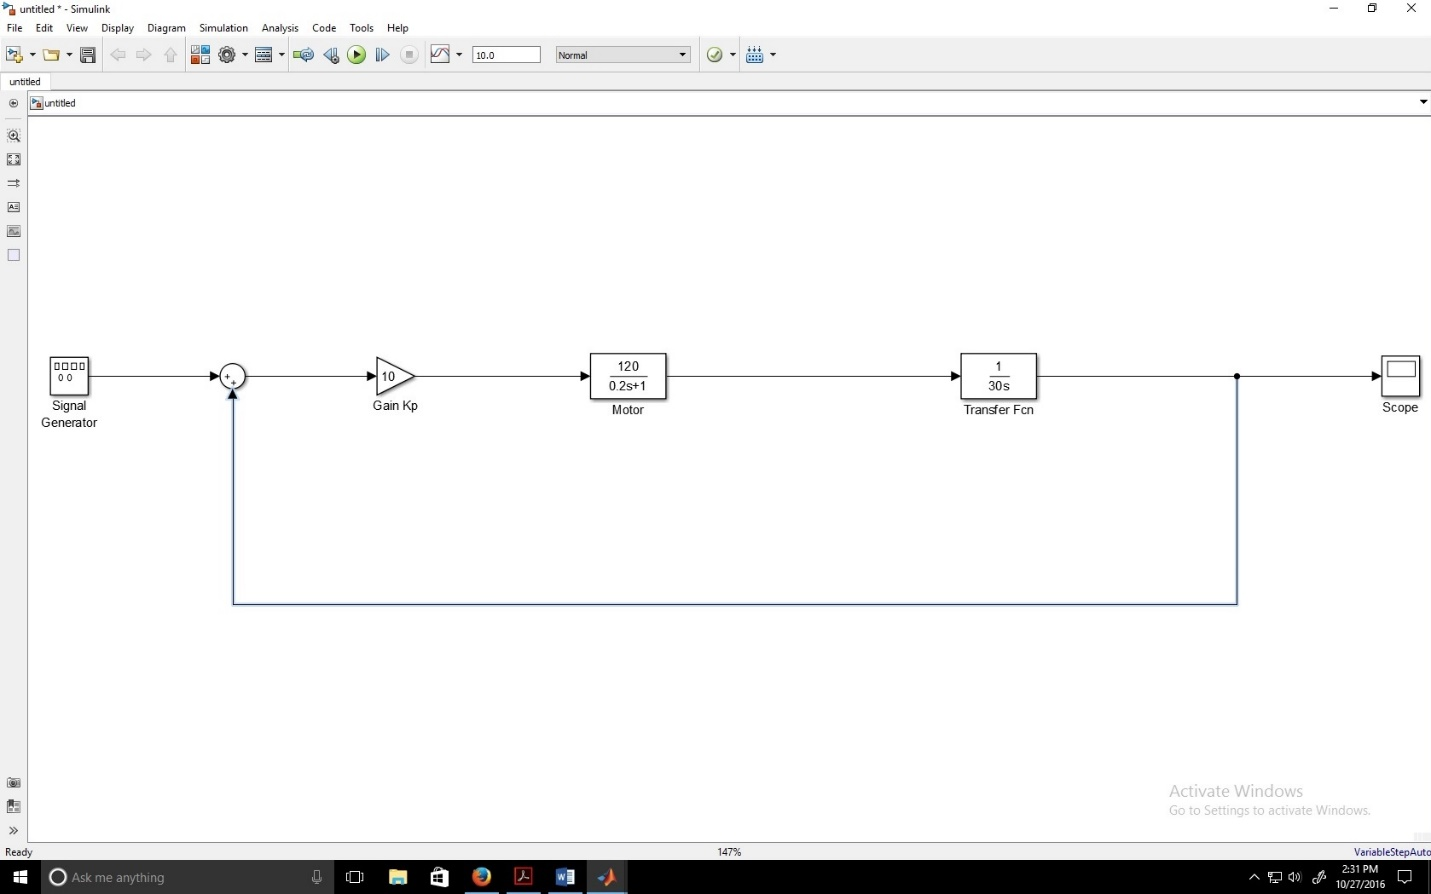 untitled * - Simulink
File Edit View Display Diagram Simulation Analysis Code Tools Help
10.0 Normal
untitled
untitled
10
120
0.2s+1
1
30s
Signal
Generator
Gain Kp
Motor
Transfer Fcn
Scope
Activate Windows
Go to Settings to activate Windows.
Ready 147% VariableStepAuto
Ask me anything
2:31 PM
10/27/2016